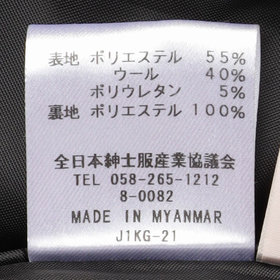 表地 ポリエステル 55%
ウール 40%
ポリウレタン 5%
裏地 ポリエステル 100%
全日本紳士服産業協議会
TEL 058-265-1212
8-0082
MADE IN MYANMAR
J1KG-21